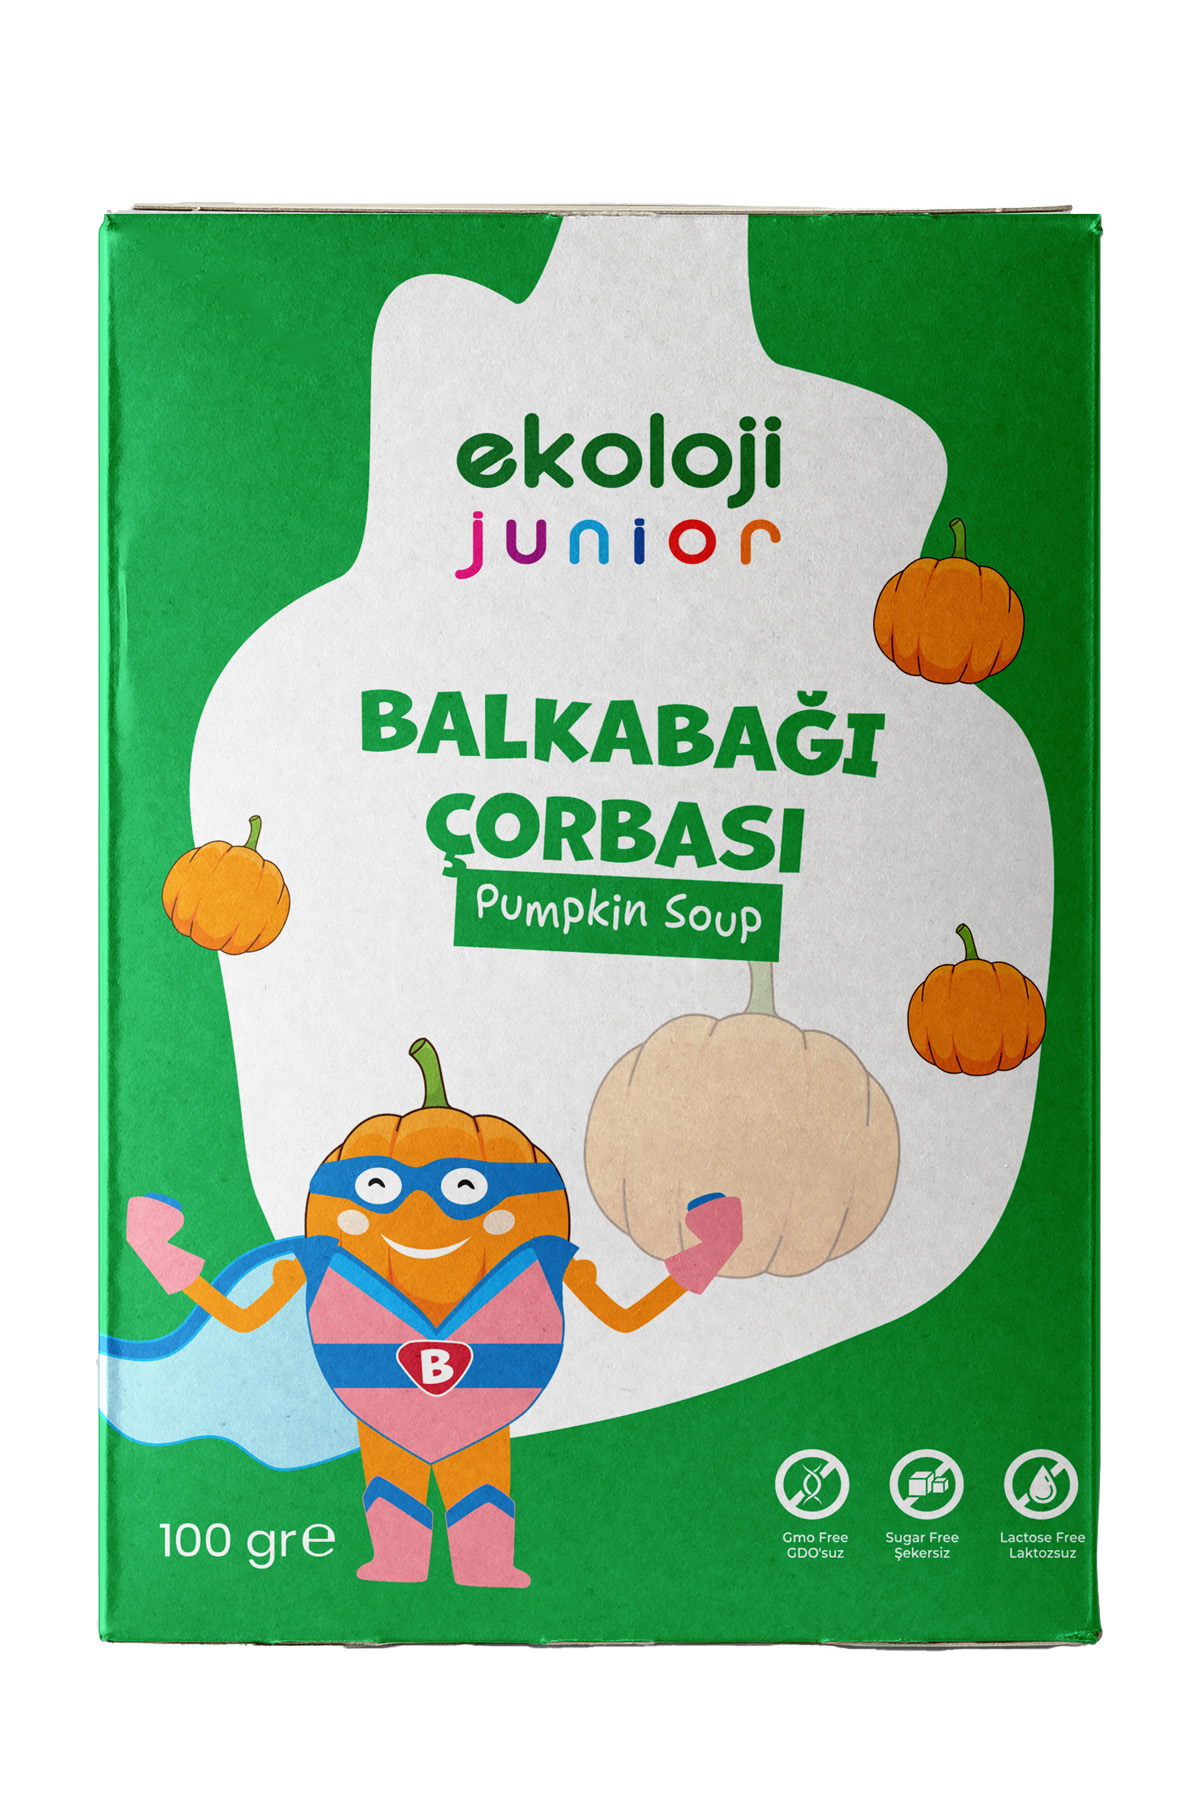 ekoloji
junior
BALKABAĞI
ÇORBASI
Pumpkin Soup
B
100 gre
Gmo Free
GDO'suz
Sugar Free
Şekersiz
Lactose Free
Laktozsuz